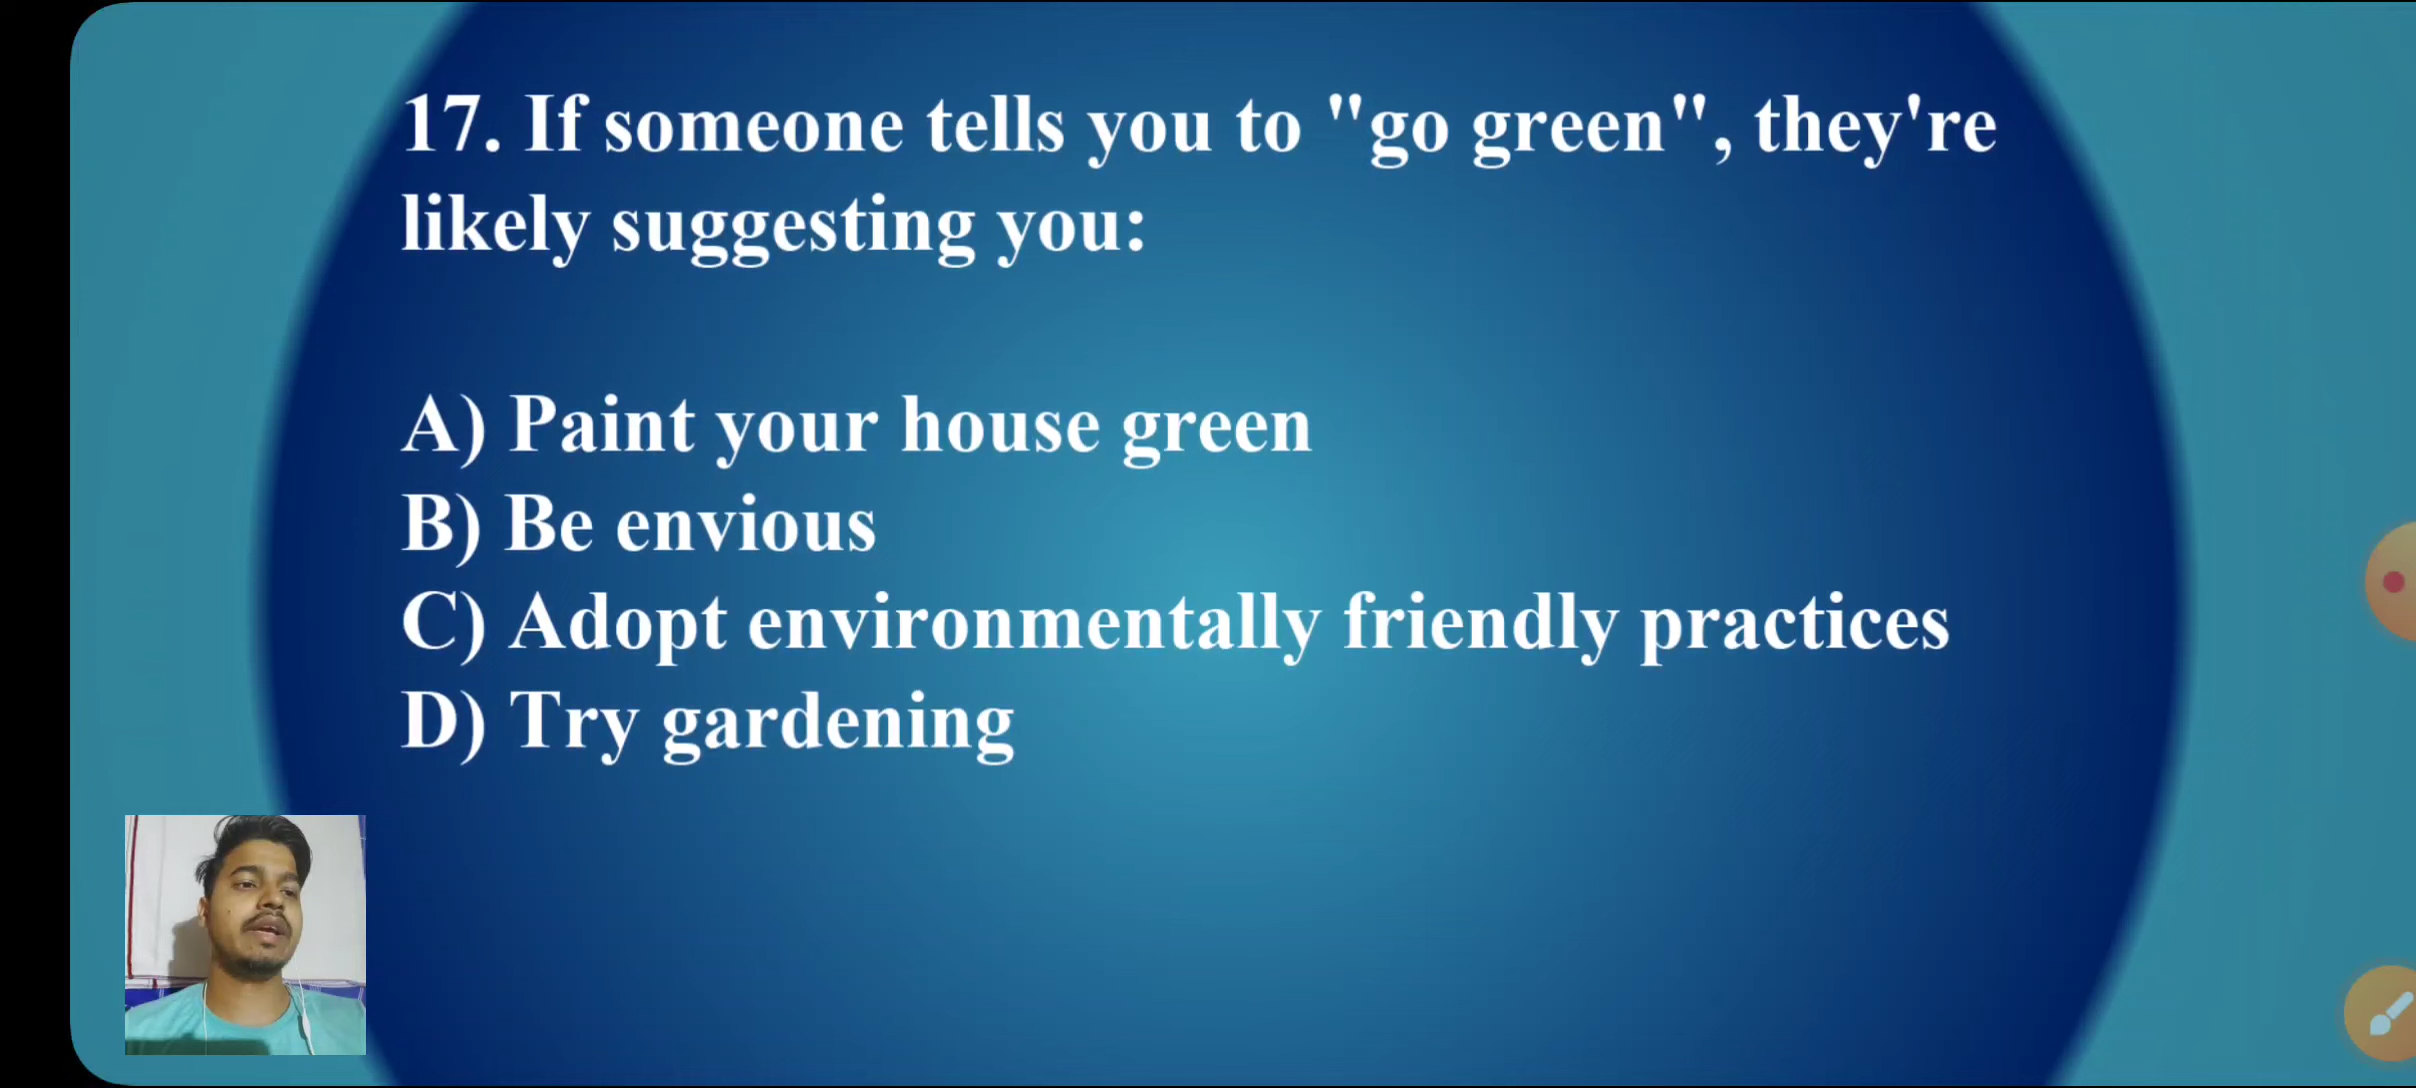 17. If someone tells you to "go green", they're
likely suggesting you:
A) Paint your house green
B) Be envious
C) Adopt environmentally friendly practices
D) Try gardening